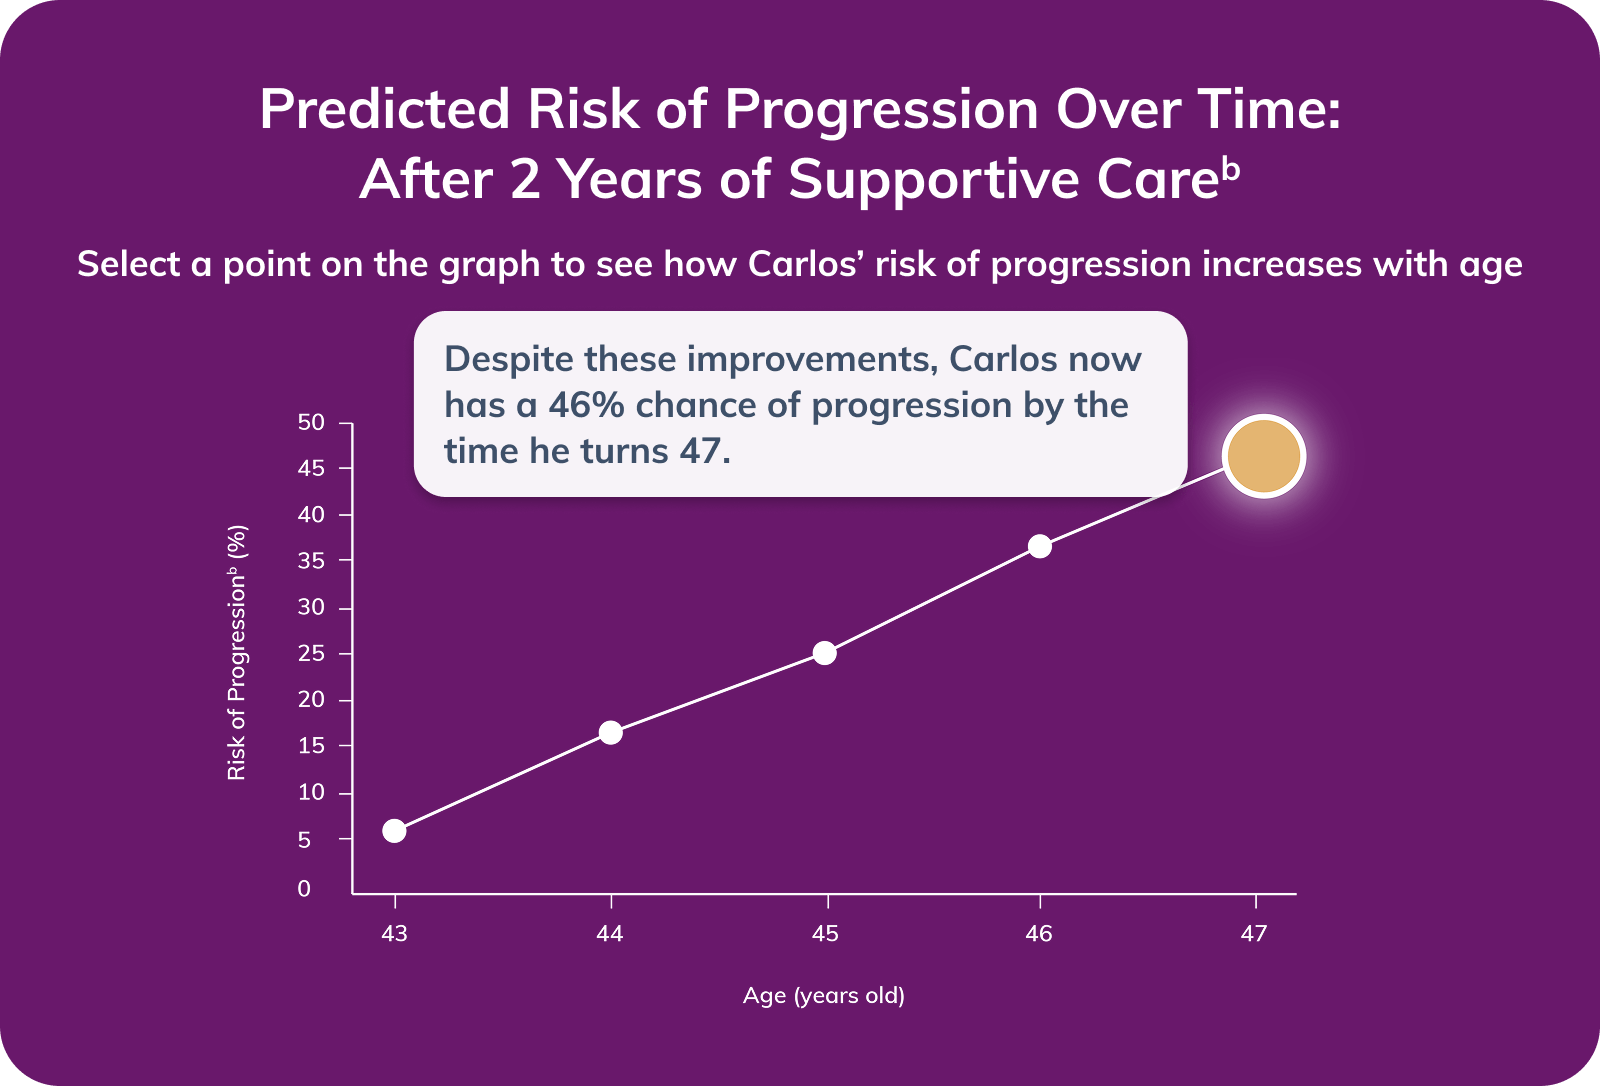 Predicted Risk of Progression Over Time:
After 2 Years of Supportive Careᵇ
Select a point on the graph to see how Carlos’ risk of progression increases with age
Despite these improvements, Carlos now
has a 46% chance of progression by the
time he turns 47.
50
45
40
35
30
25
20
15
10
5
0
Risk of Progressionᵇ (%)
43
44
45
46
47
Age (years old)